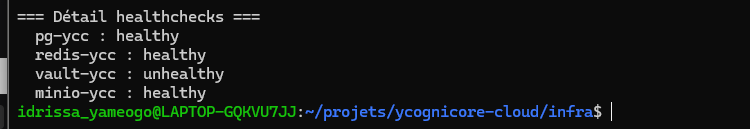 === Détail healthchecks ===
  pg-ycc : healthy
  redis-ycc : healthy
  vault-ycc : unhealthy
  minio-ycc : healthy
idrissa_yameogo@LAPTOP-GQKVU7JJ:~/projets/ycognicore-cloud/infra$